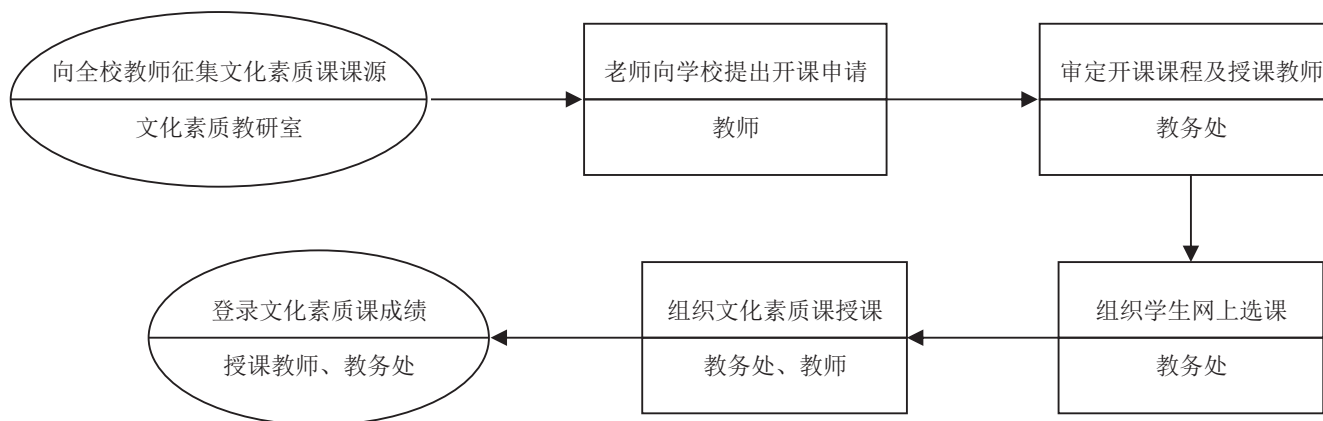 向全校教师征集文化素质课课源
文化素质教研室
老师向学校提出开课申请
教师
审定开课课程及授课教师
教务处
组织学生网上选课
教务处
组织文化素质课授课
教务处、教师
登录文化素质课成绩
授课教师、教务处